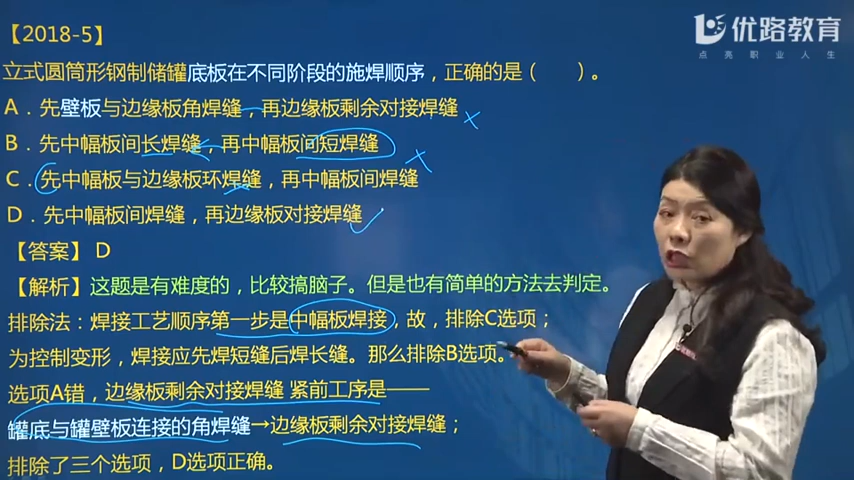 【2018-5】
优路教育
点亮职业人生
立式圆筒形钢制储罐底板在不同阶段的施焊顺序，正确的是（ ）。
A．先壁板与边缘板角焊缝，再边缘板剩余对接焊缝
B．先中幅板间长焊缝，再中幅板间短焊缝
C．先中幅板与边缘板环焊缝，再中幅板间焊缝
D．先中幅板间焊缝，再边缘板对接焊缝
【答案】D
【解析】这题是有难度的，比较搞脑子。但是也有简单的方法去判定。
排除法：焊接工艺顺序第一步是中幅板焊接，故，排除C选项；
为控制变形，焊接应先焊短缝后焊长缝。那么排除B选项。
选项A错，边缘板剩余对接焊缝 紧前工序是——
罐底与罐壁板连接的角焊缝→边缘板剩余对接焊缝；
排除了三个选项，D选项正确。